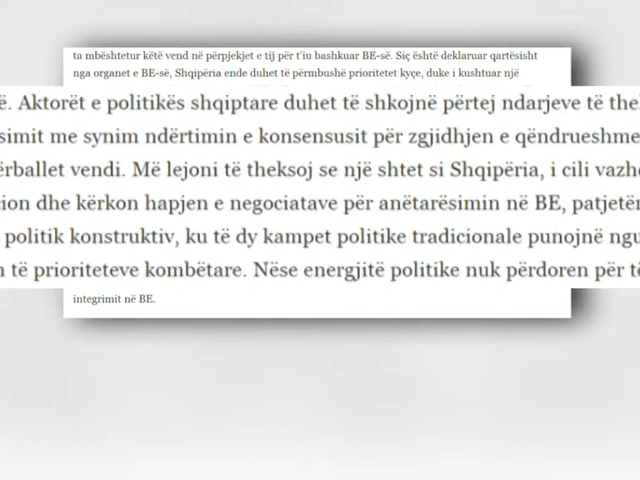 ta mbështetur këtë vend në përpjekjet e tij për t'iu bashkuar BE-së. Siç është deklaruar qartësisht
nga organet e BE-së, Shqipëria ende duhet të përmbushë prioritetet kyçe, duke i kushtuar një
ë. Aktorët e politikës shqiptare duhet të shkojnë përtej ndarjeve të the
simit me synim ndërtimin e konsensusit për zgjidhjen e qëndrueshme
ërballet vendi. Më lejoni të theksoj se një shtet si Shqipëria, i cili vazh
ion dhe kërkon hapjen e negociatave për anëtarësimin në BE, patjetër
politik konstruktiv, ku të dy kampet politike tradicionale punojnë ngu
të prioriteteve kombëtare. Nëse energjitë politike nuk përdoren për të
integrimit në BE.